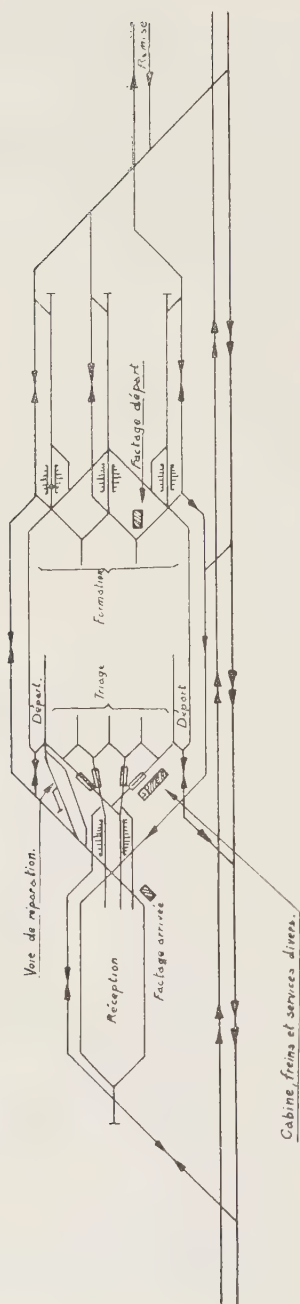 Voie de réparation.
Réception
Factage arrivée
Départ.
Triage
Départ
Formation
Factage départ
Remise
Cabine, freins et services divers.